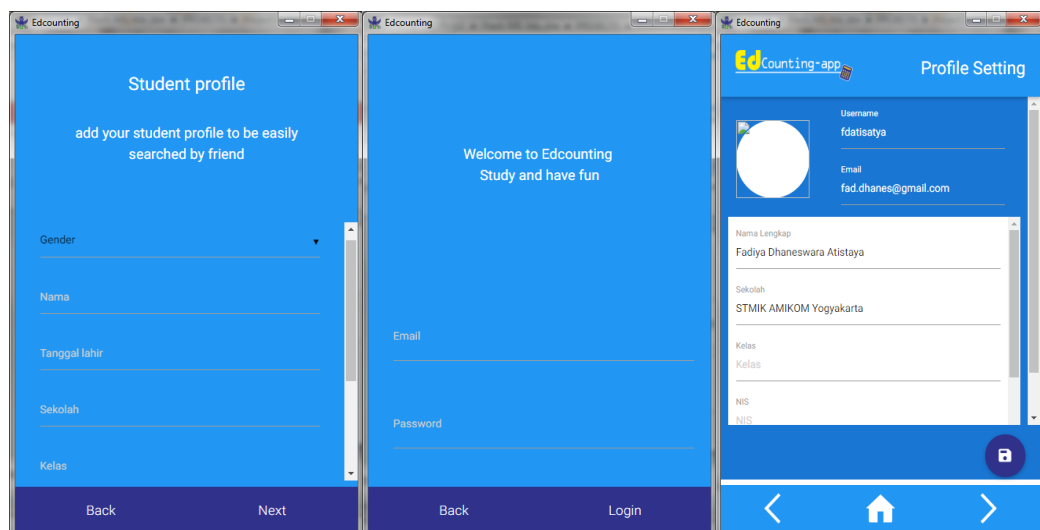 Edcounting
Student profile
add your student profile to be easily
searched by friend
Gender
Nama
Tanggal lahir
Sekolah
Kelas
Back
Next
Edcounting
Welcome to Edcounting
Study and have fun
Email
Password
Back
Login
Edcounting
EdCounting-app
Profile Setting
Username
fdatisatya
Email
fad.dhanes@gmail.com
Nama Lengkap
Fadiya Dhaneswara Atistaya
Sekolah
STMIK AMIKOM Yogyakarta
Kelas
Kelas
NIS
NIS